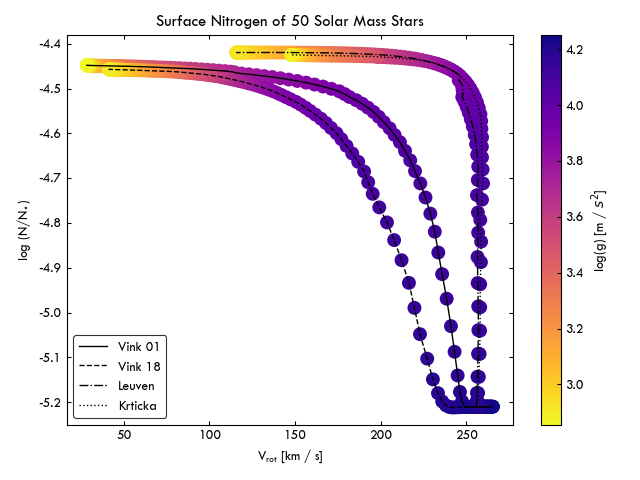 Surface Nitrogen of 50 Solar Mass Stars
-4.4
-4.5
-4.6
-4.7
-4.8
-4.9
-5.0
-5.1
-5.2
log (N/N⋆)
Vink 01
Vink 18
Leuven
Krticka
50
100
150
200
250
V_rot [km / s]
4.2
4.0
3.8
3.6
3.4
3.2
3.0
log(g) [m / s²]